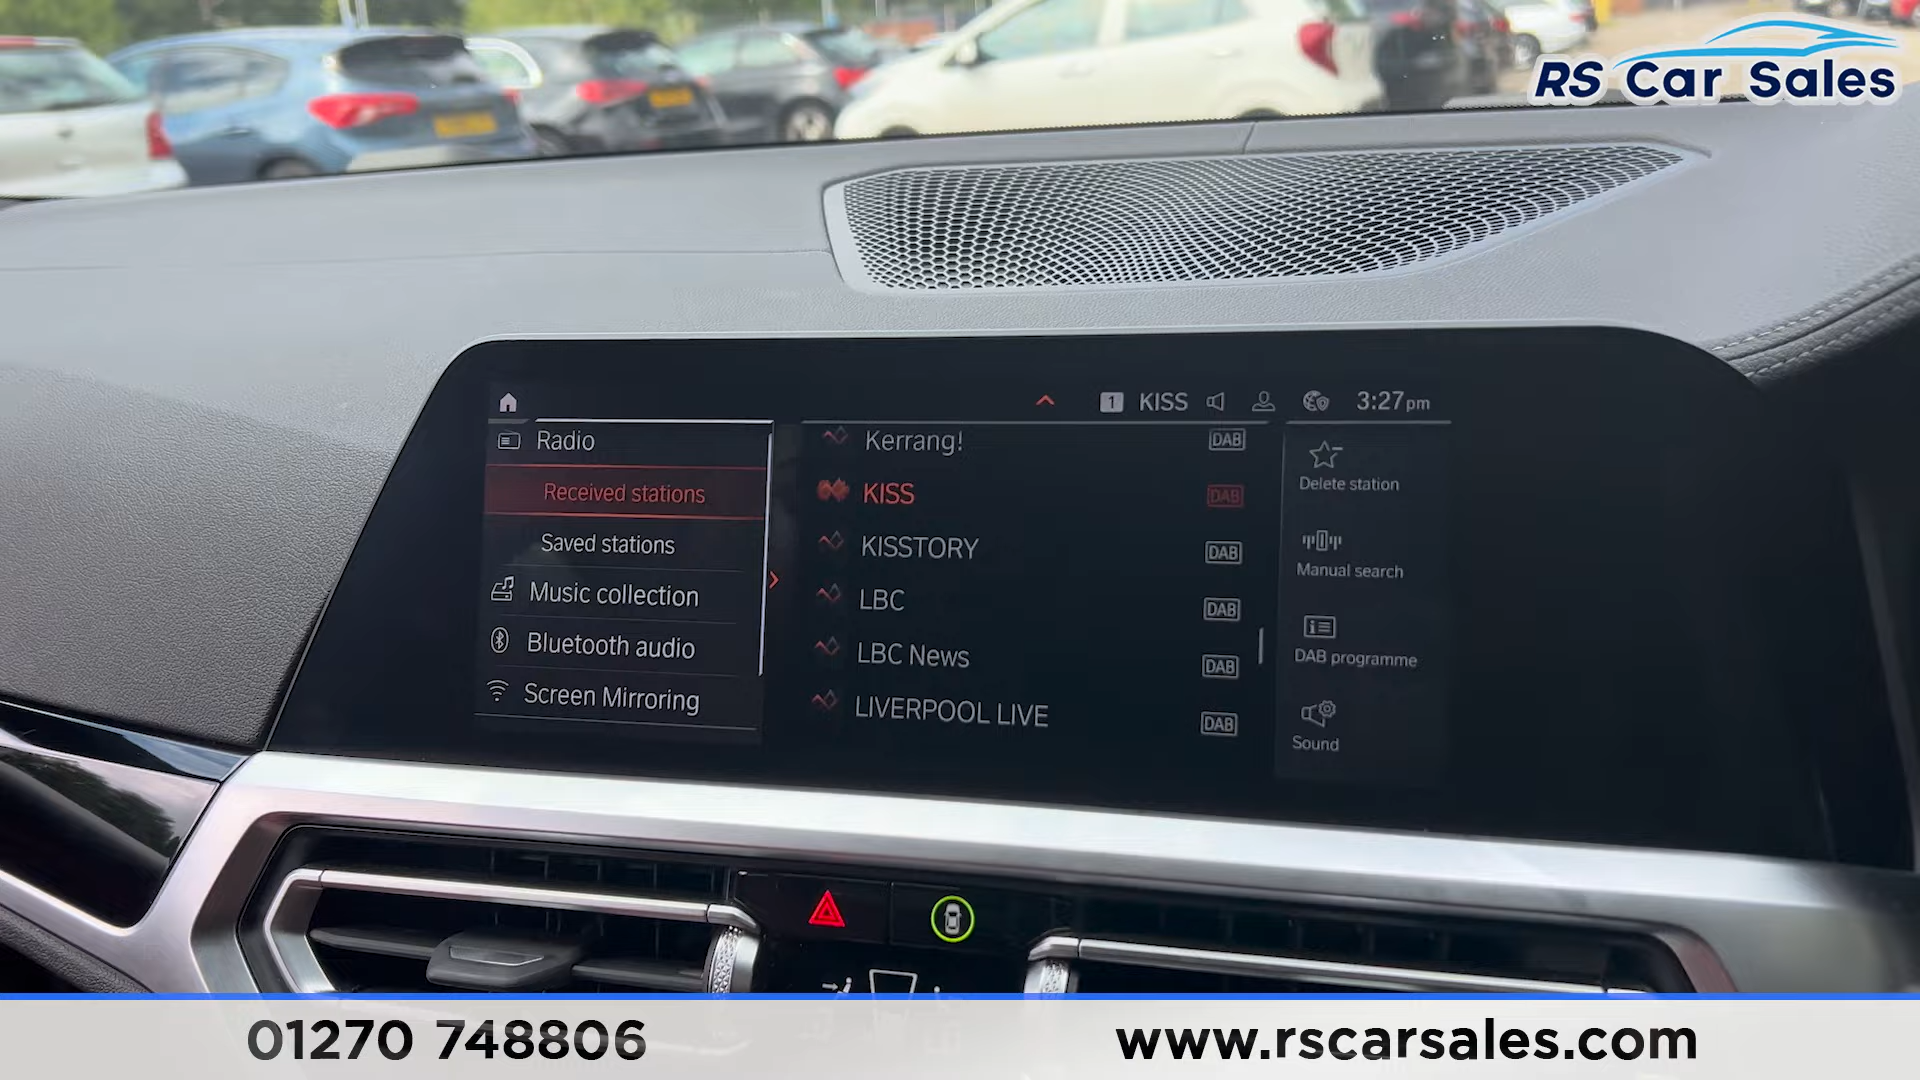 RS Car Sales
1 KISS 3:27pm
Radio
Received stations
Saved stations
Music collection
Bluetooth audio
Screen Mirroring
Kerrang! DAB
KISS DAB
KISSTORY DAB
LBC DAB
LBC News DAB
LIVERPOOL LIVE DAB
Delete station
Manual search
DAB programme
Sound
01270 748806
www.rscarsales.com